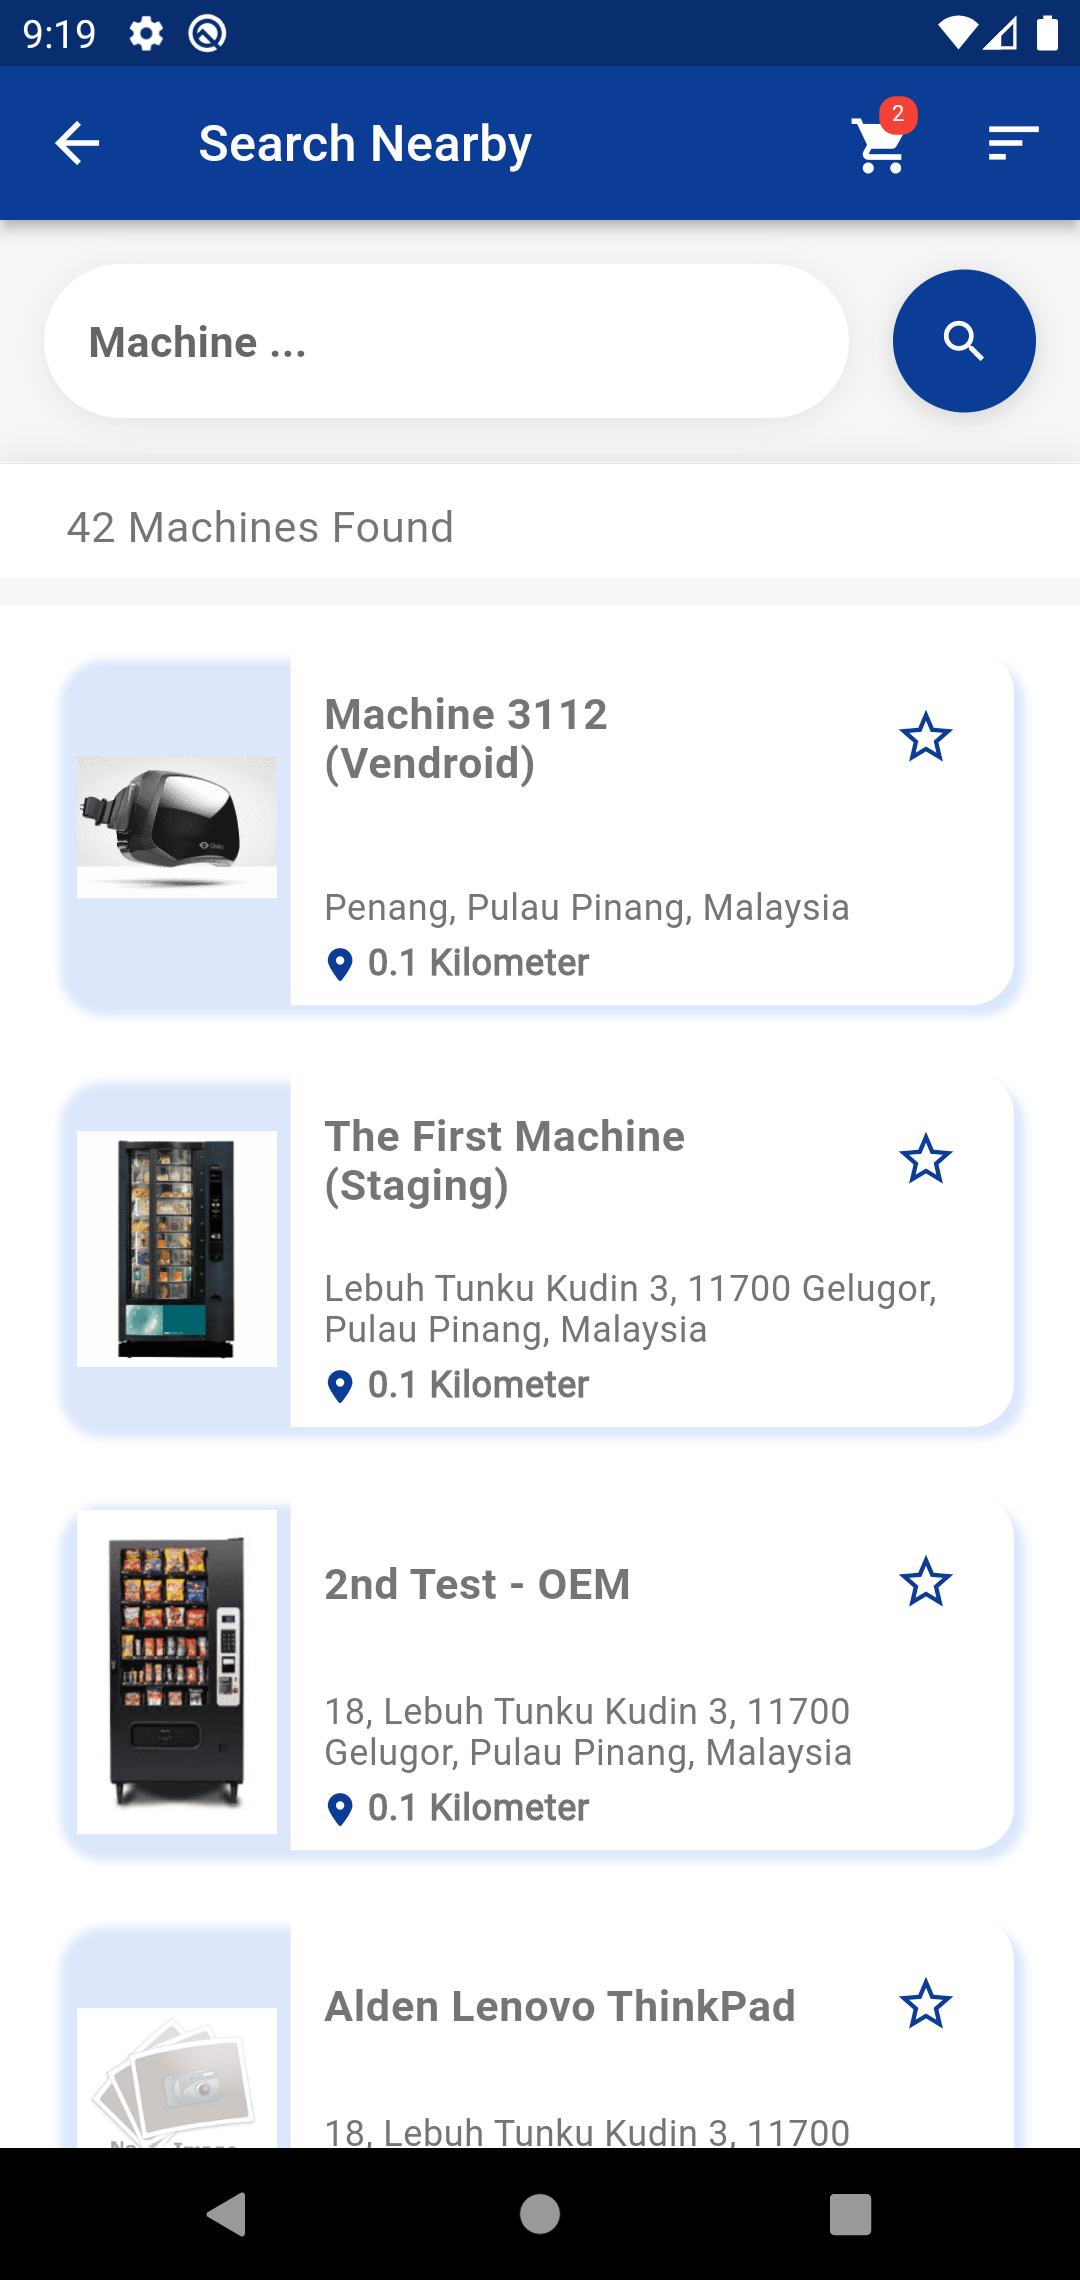 9:19
Search Nearby
2
Machine ...
42 Machines Found
Machine 3112
(Vendroid)
Penang, Pulau Pinang, Malaysia
0.1 Kilometer
The First Machine
(Staging)
Lebuh Tunku Kudin 3, 11700 Gelugor,
Pulau Pinang, Malaysia
0.1 Kilometer
2nd Test - OEM
18, Lebuh Tunku Kudin 3, 11700
Gelugor, Pulau Pinang, Malaysia
0.1 Kilometer
Alden Lenovo ThinkPad
18, Lebuh Tunku Kudin 3, 11700
No Image